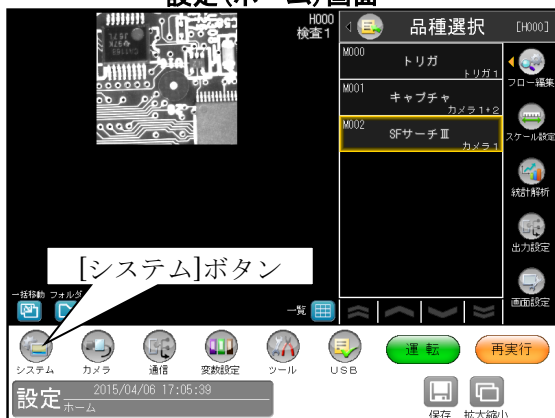 設定(ホーム)画面
H000
検査1
品種選択
[H000]
M000
トリガ
トリガ1
M001
キャプチャ
カメラ1+2
M002
SFサーチⅢ
カメラ1
フロー編集
スケール設定
統計解析
出力設定
画面設定
[システム]ボタン
一括移動
フォルダ
一覧
システム
カメラ
通信
変数設定
ツール
USB
運転
再実行
設定
2015/04/06 17:05:39
ホーム
保存
拡大縮小